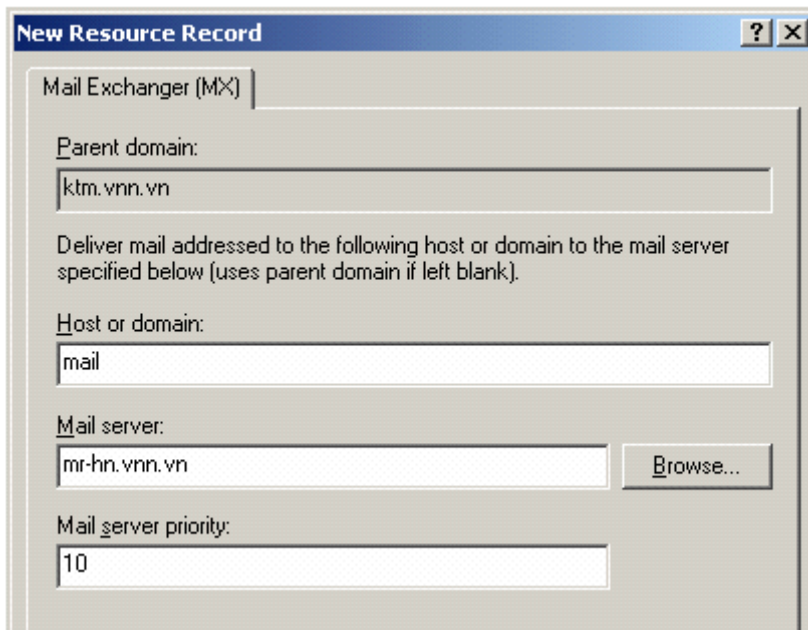 New Resource Record
Mail Exchanger (MX)
Parent domain:
ktm.vnn.vn
Deliver mail addressed to the following host or domain to the mail server
specified below (uses parent domain if left blank).
Host or domain:
mail
Mail server:
mr-hn.vnn.vn
Browse...
Mail server priority:
10